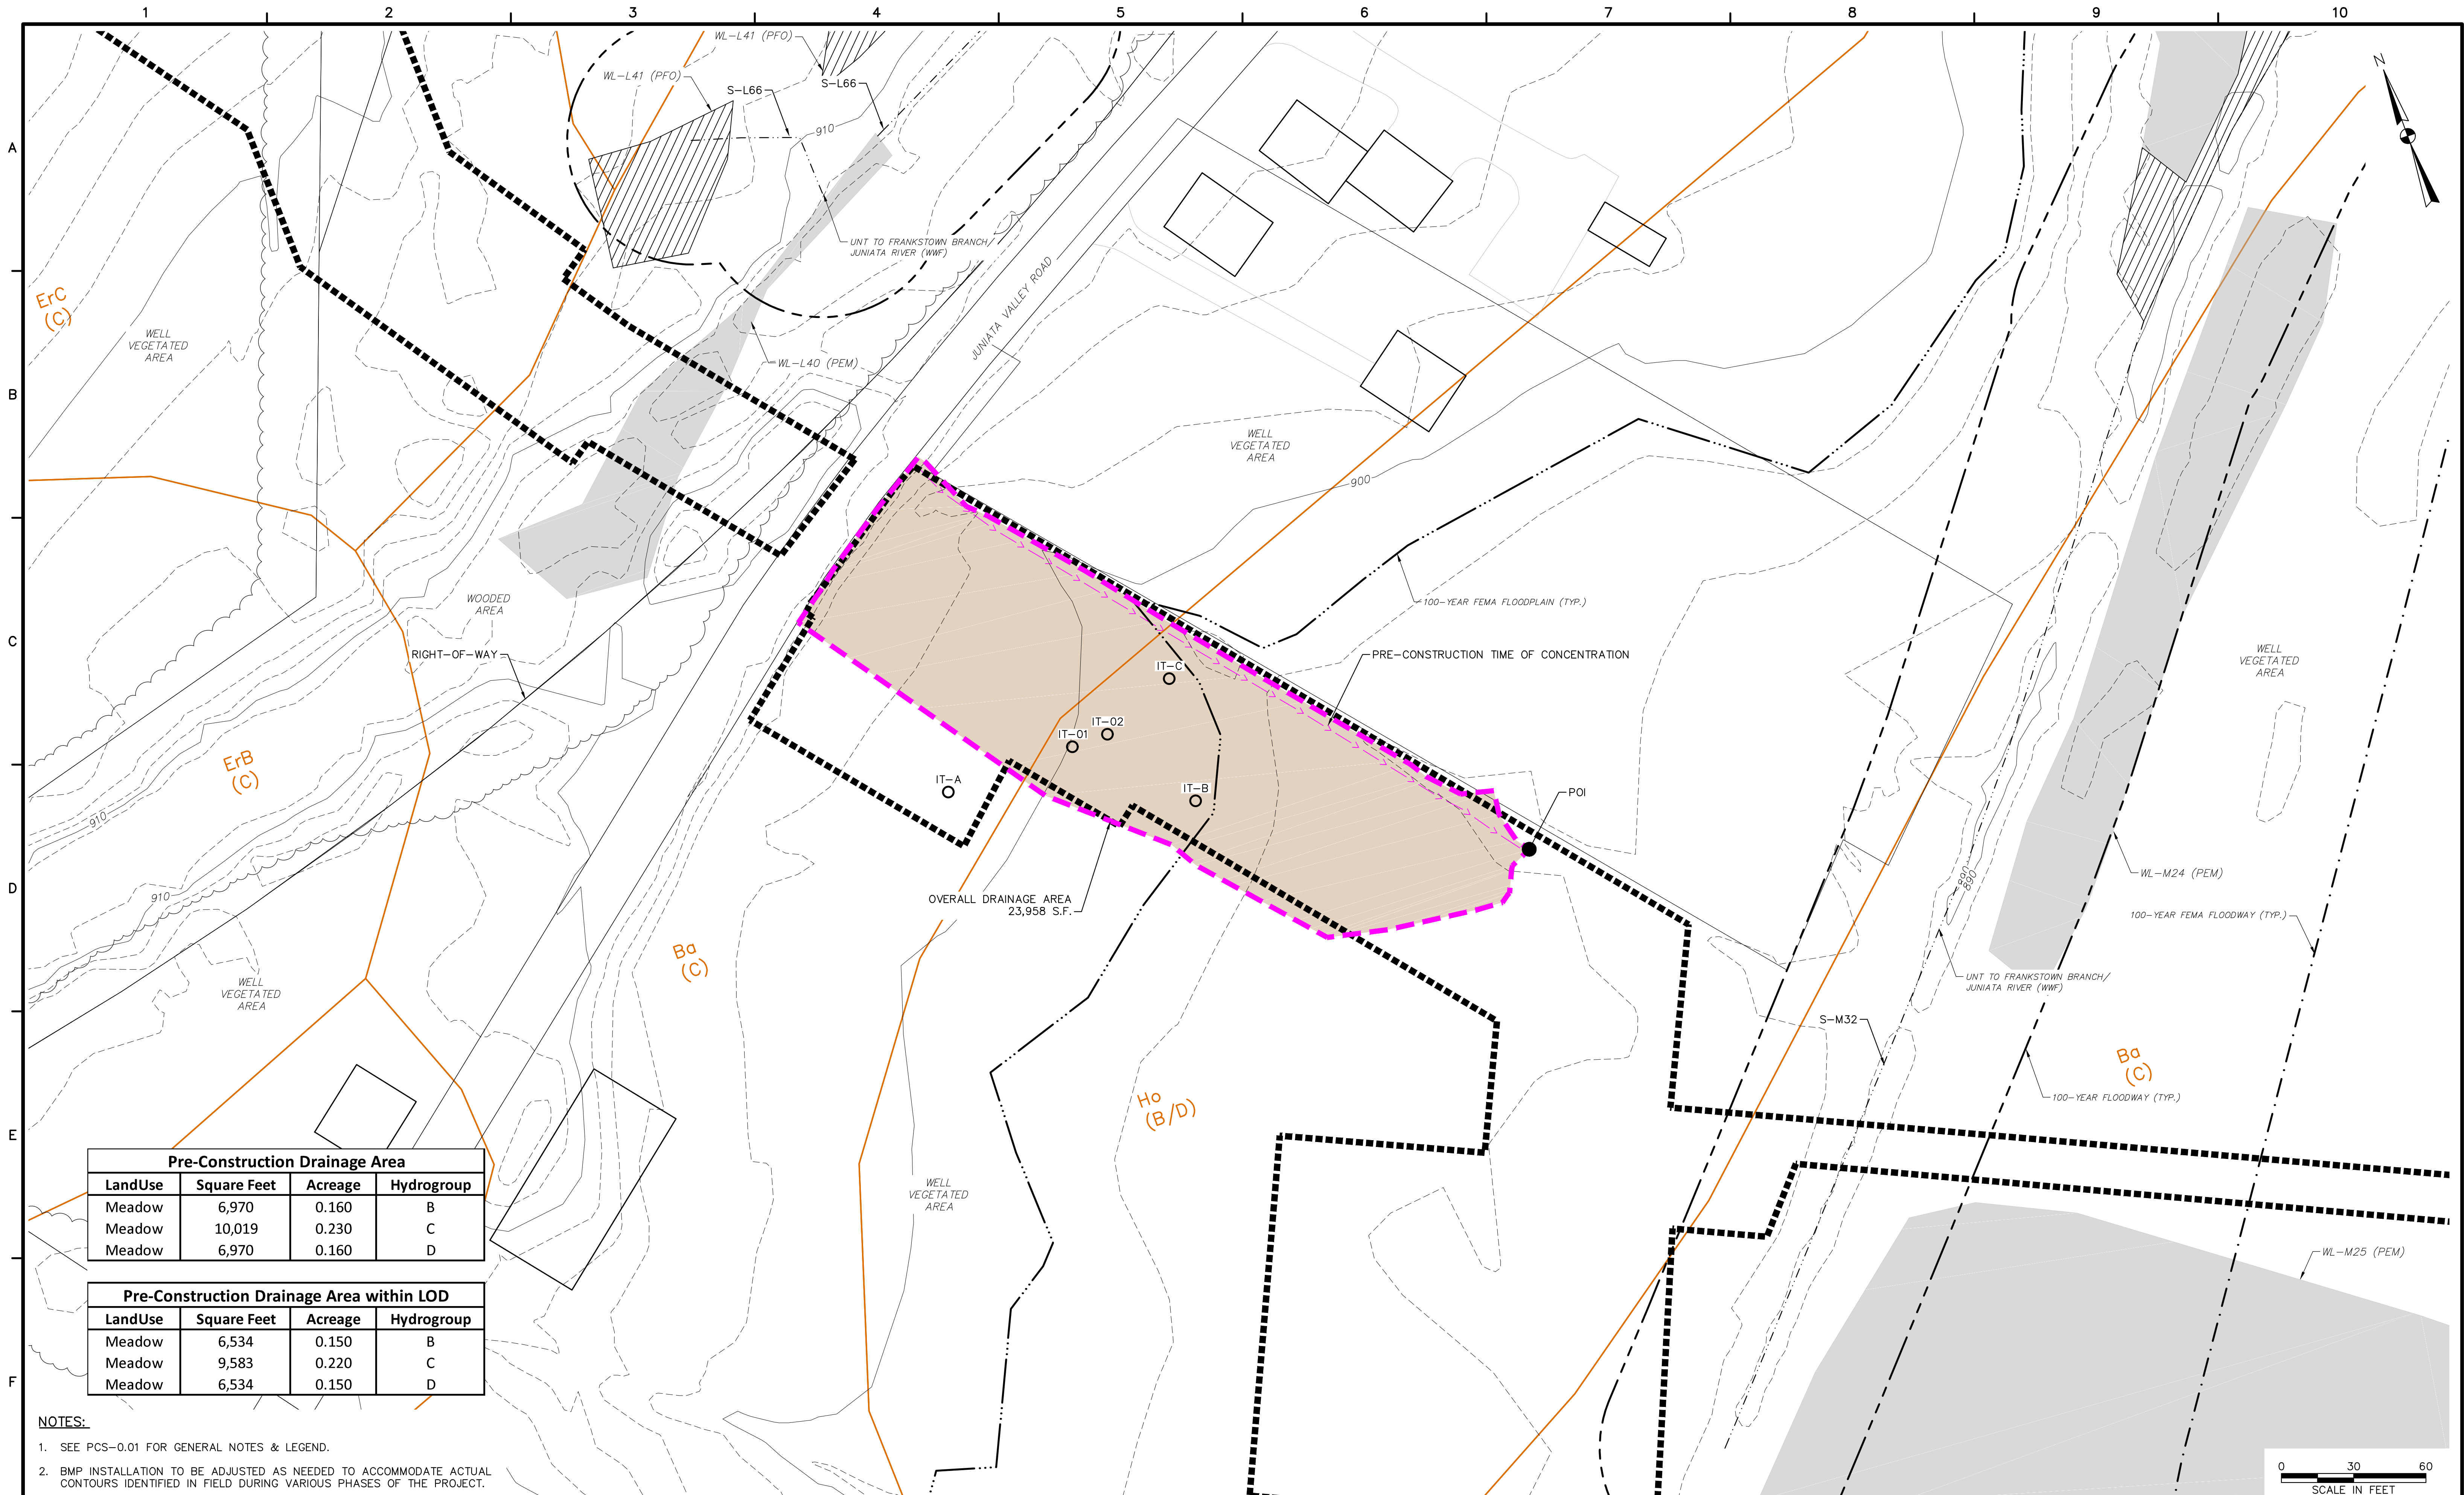 1 2 3 4 5 6 7 8 9 10
A
B
C
D
E
F
WL-L41 (PFO)
WL-L41 (PFO)
S-L66
S-L66
910
N
UNT TO FRANKSTOWN BRANCH/
JUNIATA RIVER (WWF)
JUNIATA VALLEY ROAD
ErC
(C)
WELL
VEGETATED
AREA
WL-L40 (PEM)
WELL
VEGETATED
AREA
900
WOODED
AREA
100-YEAR FEMA FLOODPLAIN (TYP.)
RIGHT-OF-WAY
IT-C
PRE-CONSTRUCTION TIME OF CONCENTRATION
WELL
VEGETATED
AREA
IT-02
IT-01
ErB
(C)
IT-A
IT-B
POI
910
910
OVERALL DRAINAGE AREA
23,958 S.F.
890
890
WL-M24 (PEM)
100-YEAR FEMA FLOODWAY (TYP.)
Ba
(C)
WELL
VEGETATED
AREA
UNT TO FRANKSTOWN BRANCH/
JUNIATA RIVER (WWF)
S-M32
Ba
(C)
Ho
(B/D)
100-YEAR FLOODWAY (TYP.)
WELL
VEGETATED
AREA
WL-M25 (PEM)
Pre-Construction Drainage Area
LandUse Square Feet Acreage Hydrogroup
Meadow 6,970 0.160 B
Meadow 10,019 0.230 C
Meadow 6,970 0.160 D
Pre-Construction Drainage Area within LOD
LandUse Square Feet Acreage Hydrogroup
Meadow 6,534 0.150 B
Meadow 9,583 0.220 C
Meadow 6,534 0.150 D
NOTES:
1. SEE PCS-0.01 FOR GENERAL NOTES & LEGEND.
2. BMP INSTALLATION TO BE ADJUSTED AS NEEDED TO ACCOMMODATE ACTUAL
CONTOURS IDENTIFIED IN FIELD DURING VARIOUS PHASES OF THE PROJECT.
0 30 60
SCALE IN FEET